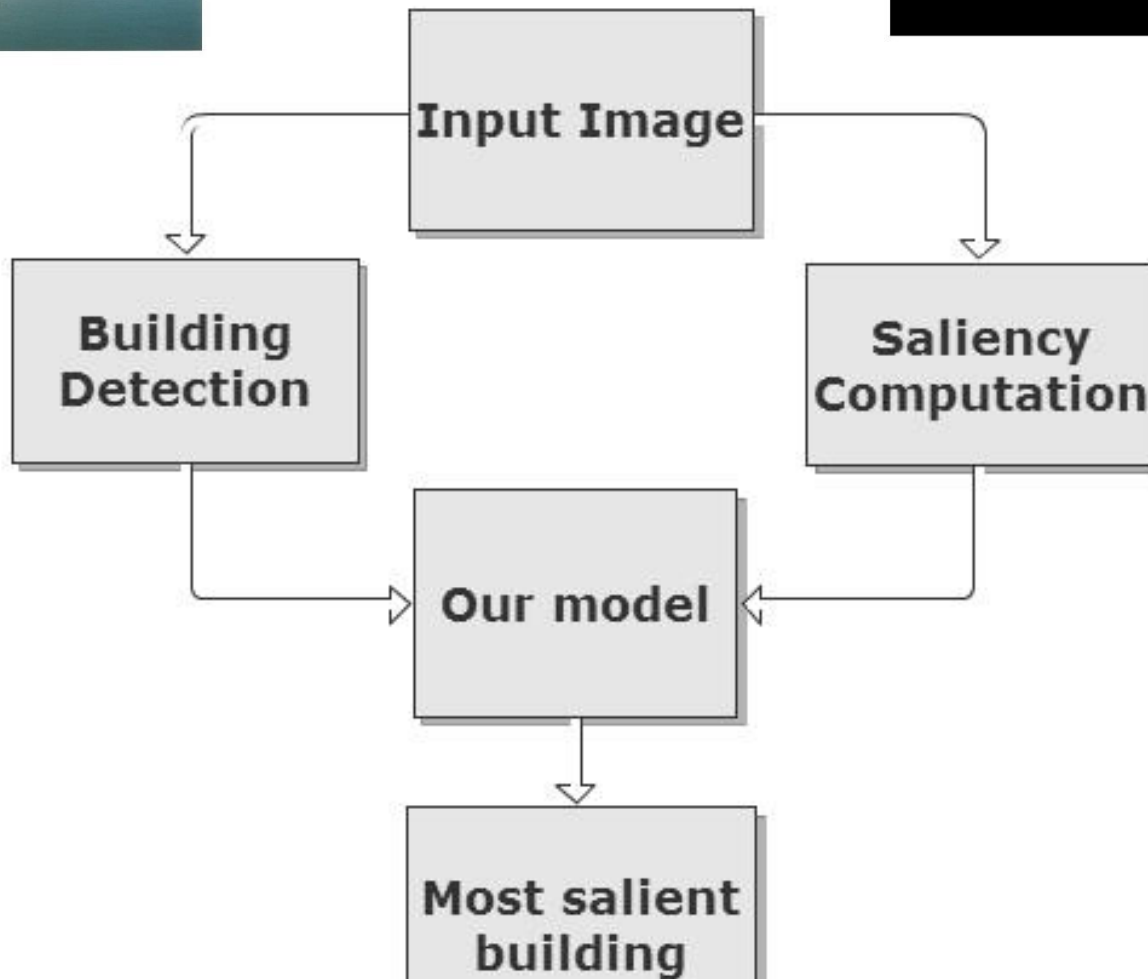 Input Image
Building
Detection
Saliency
Computation
Our model
Most salient
building